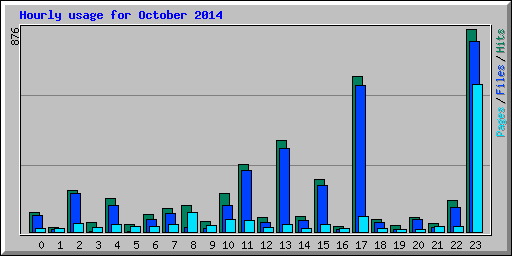 Hourly usage for October 2014
876
Pages/Files/Hits
0 1 2 3 4 5 6 7 8 9 10 11 12 13 14 15 16 17 18 19 20 21 22 23